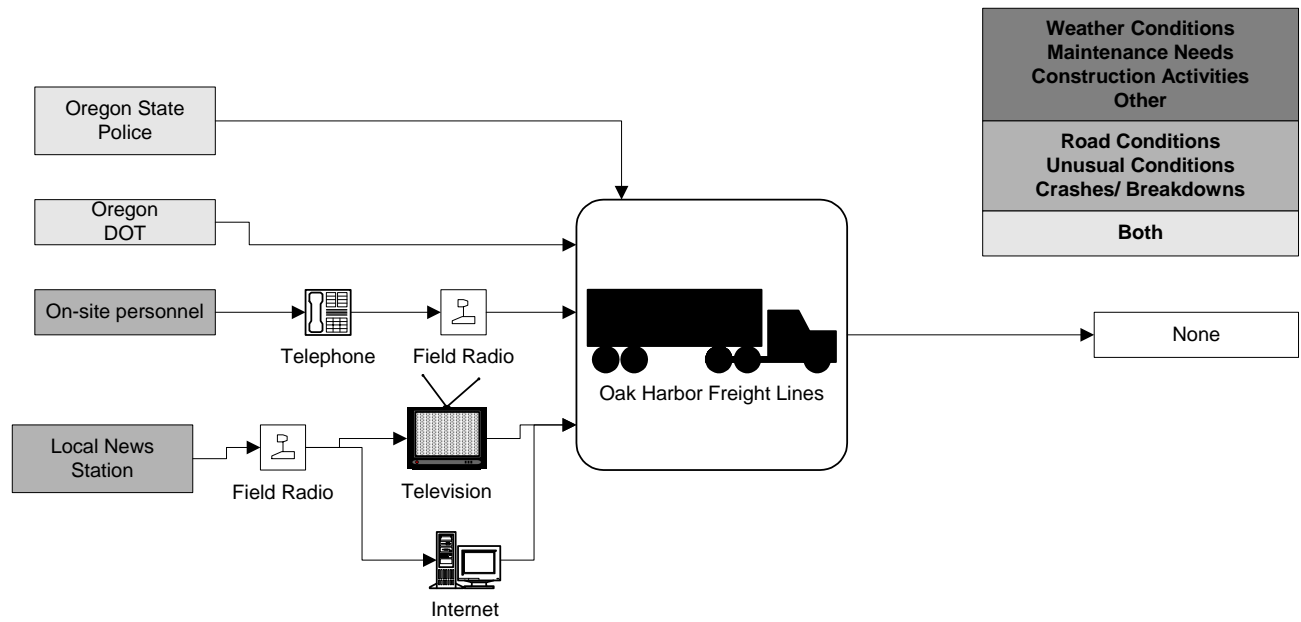 Weather Conditions
Maintenance Needs
Construction Activities
Other
Road Conditions
Unusual Conditions
Crashes/ Breakdowns
Both
Oregon State
Police
Oregon
DOT
On-site personnel
Telephone
Field Radio
Local News
Station
Field Radio
Television
Internet
Oak Harbor Freight Lines
None